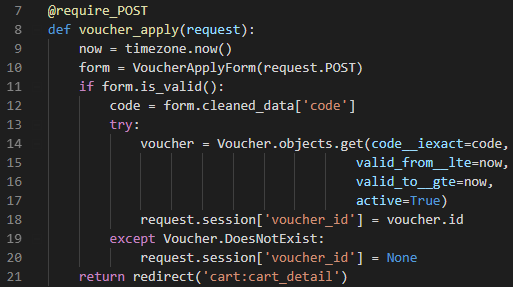 7 @require_POST
8 def voucher_apply(request):
9     now = timezone.now()
10     form = VoucherApplyForm(request.POST)
11     if form.is_valid():
12         code = form.cleaned_data['code']
13         try:
14             voucher = Voucher.objects.get(code__iexact=code,
15                                         valid_from__lte=now,
16                                         valid_to__gte=now,
17                                         active=True)
18             request.session['voucher_id'] = voucher.id
19         except Voucher.DoesNotExist:
20             request.session['voucher_id'] = None
21     return redirect('cart:cart_detail')